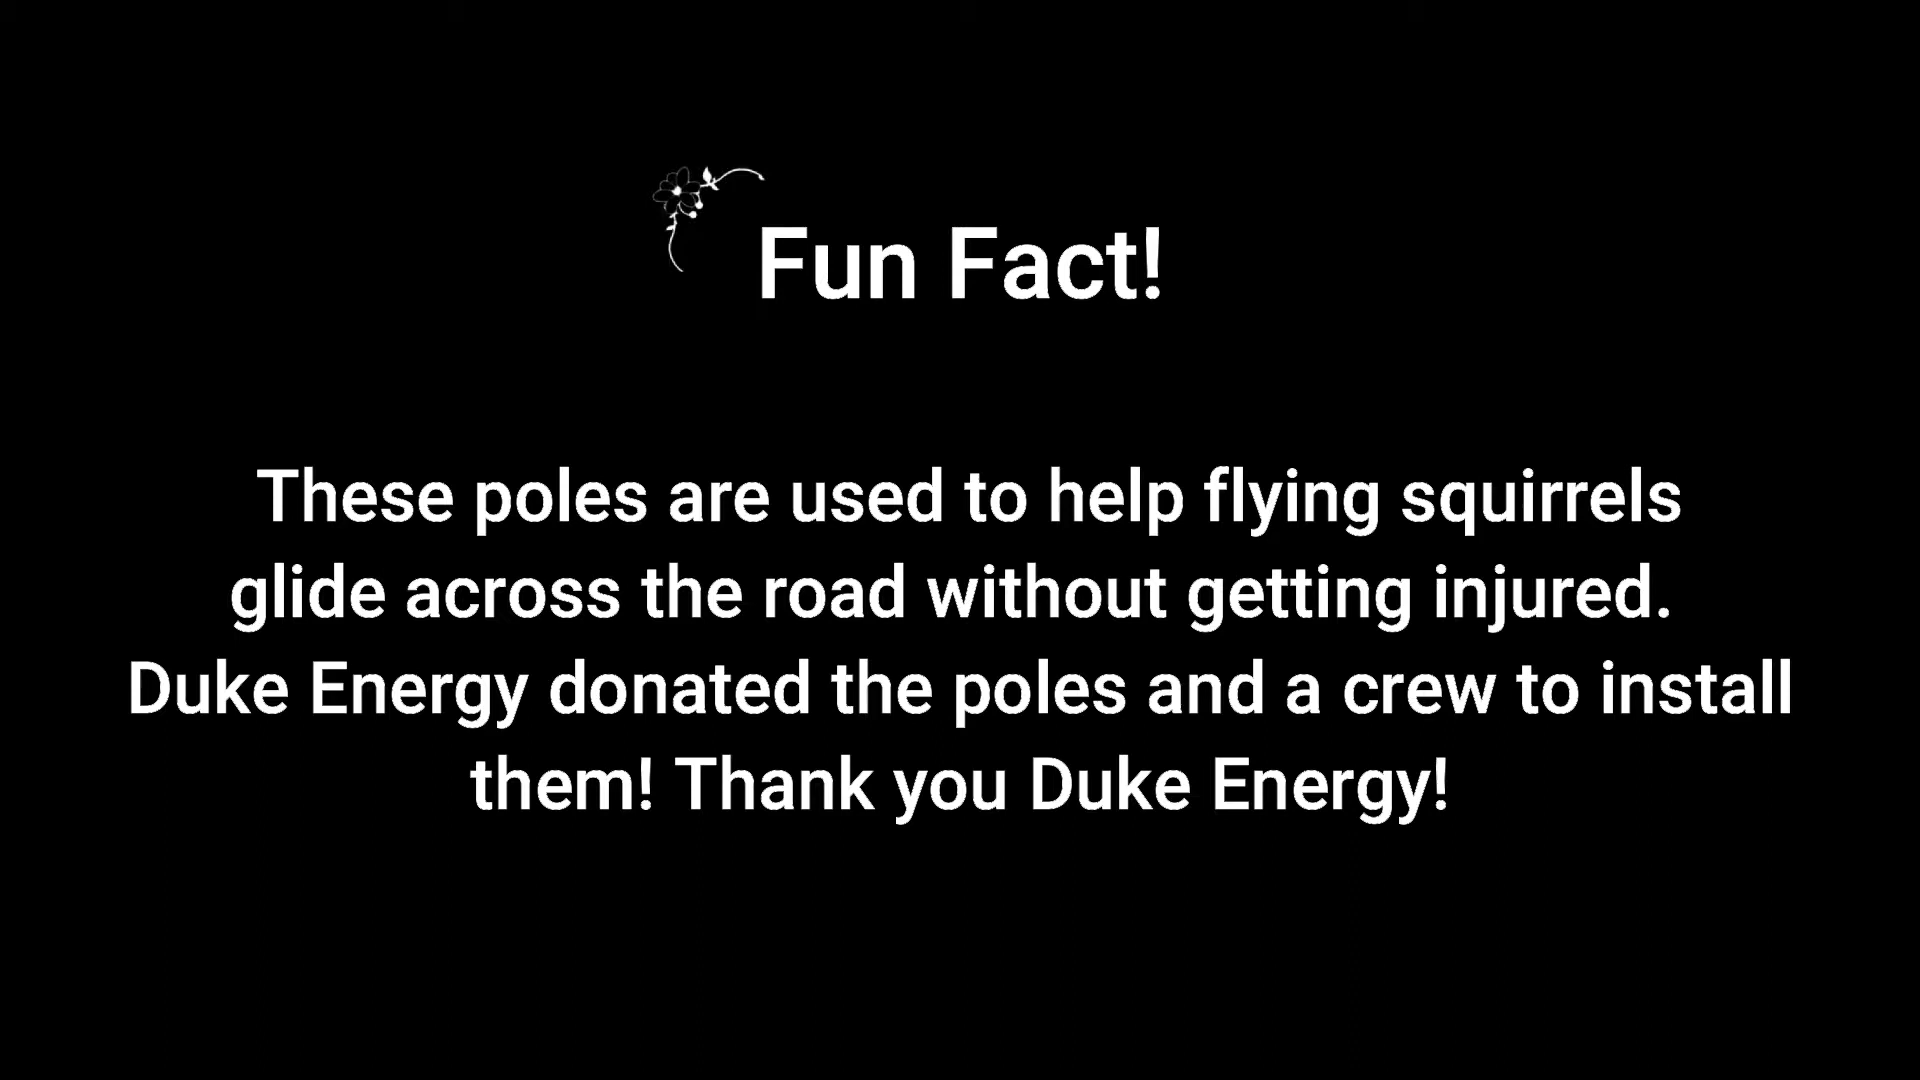 Fun Fact!
These poles are used to help flying squirrels
glide across the road without getting injured.
Duke Energy donated the poles and a crew to install
them! Thank you Duke Energy!